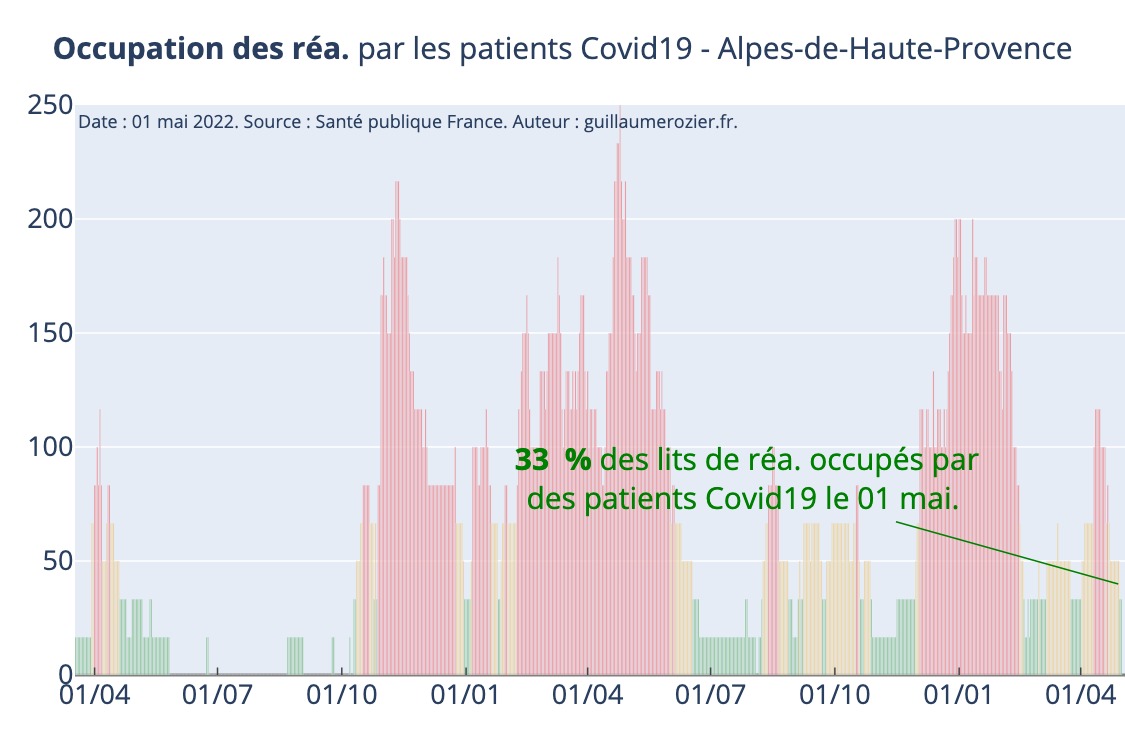 Occupation des réa. par les patients Covid19 - Alpes-de-Haute-Provence
250
Date : 01 mai 2022. Source : Santé publique France. Auteur : guillaumerozier.fr.
200
150
100
33 % des lits de réa. occupés par
des patients Covid19 le 01 mai.
50
0
01/04 01/07 01/10 01/01 01/04 01/07 01/10 01/01 01/04